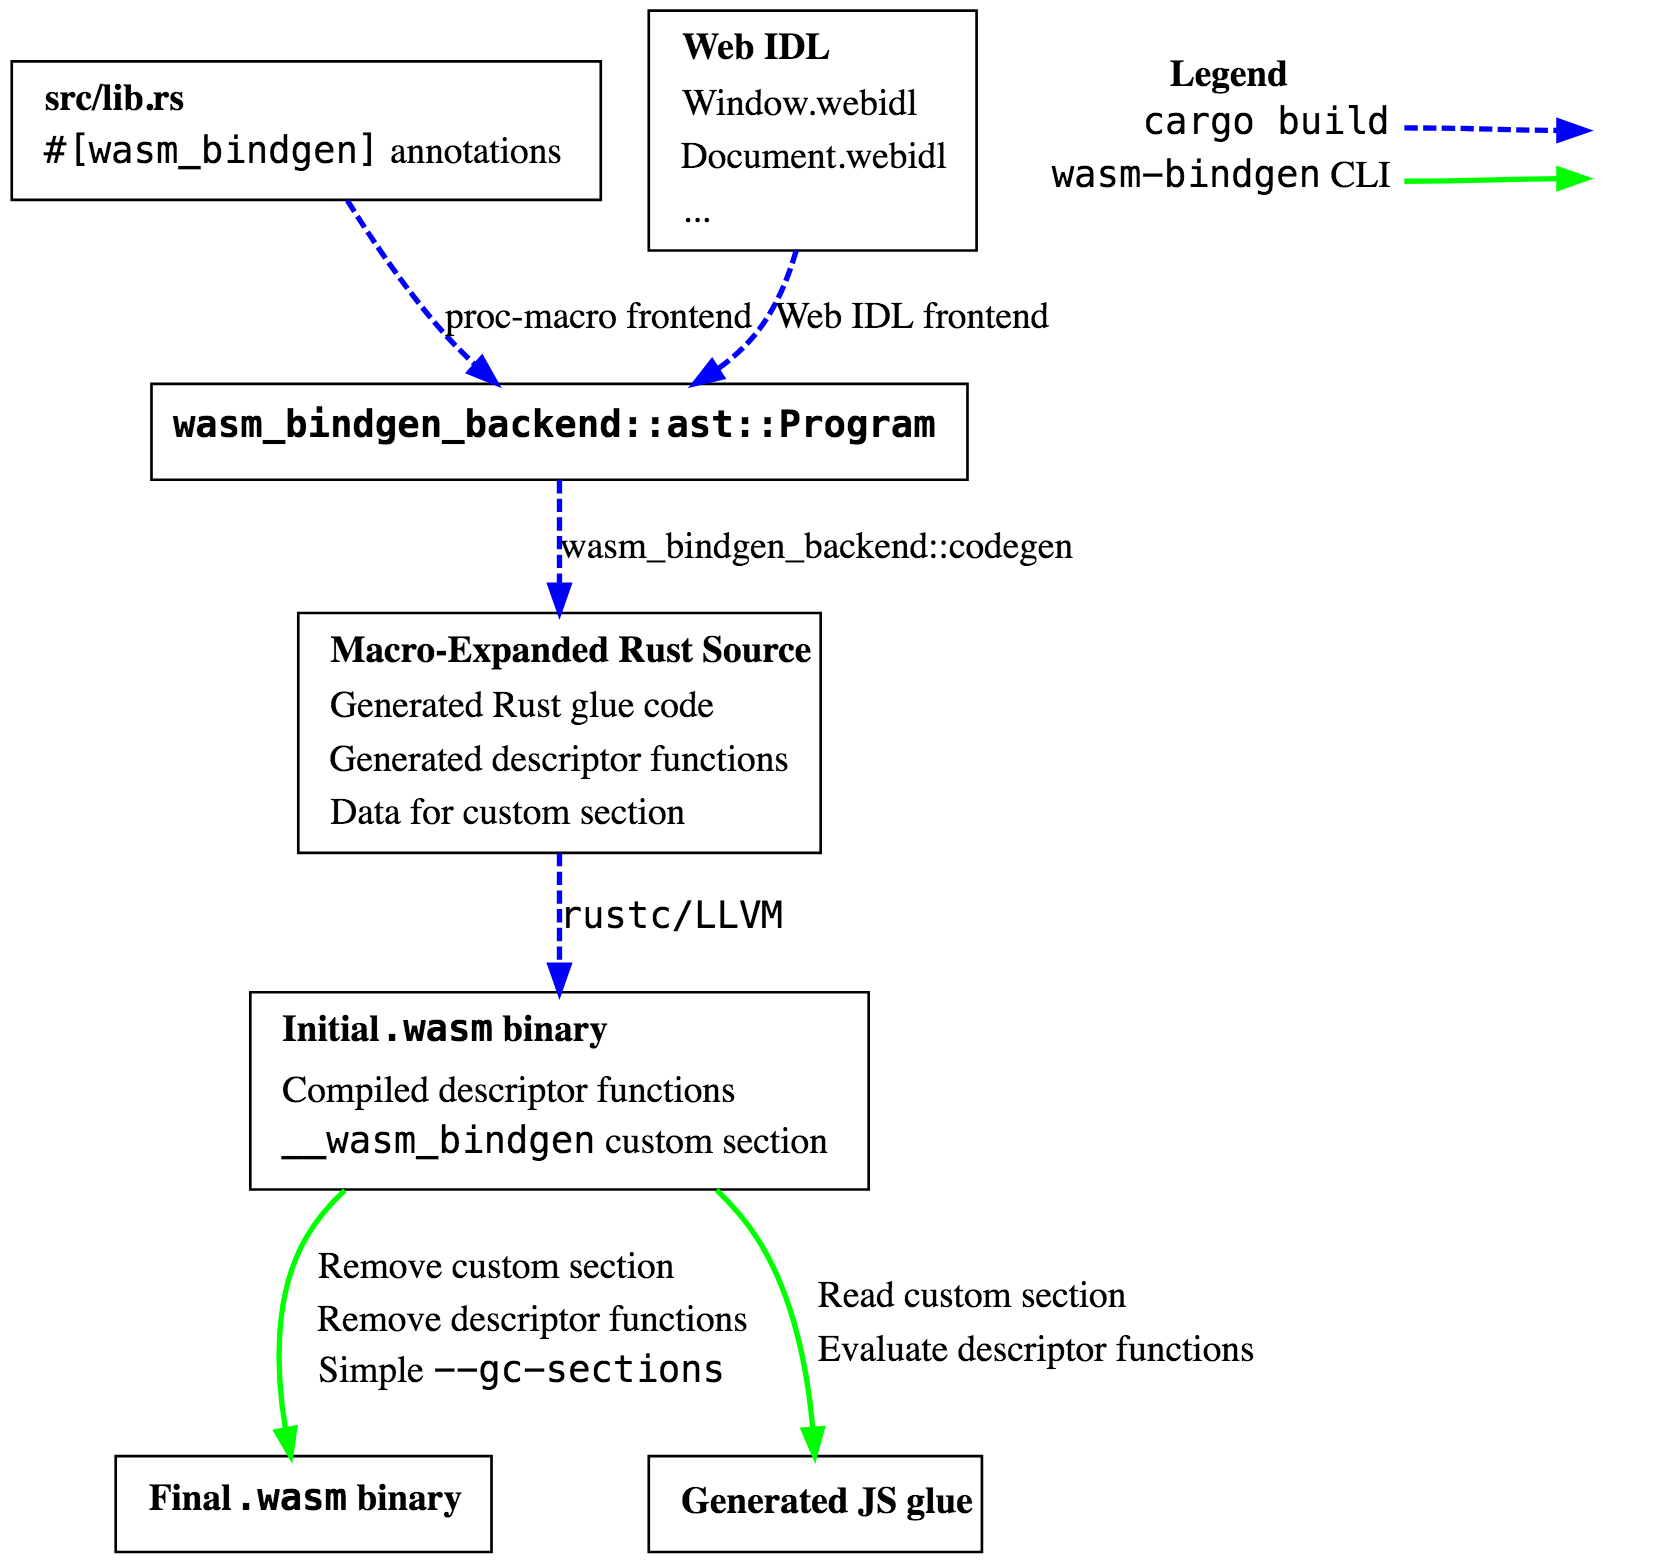 src/lib.rs
#[wasm_bindgen] annotations
Web IDL
Window.webidl
Document.webidl
...
Legend
cargo build
wasm-bindgen CLI
proc-macro frontend
Web IDL frontend
wasm_bindgen_backend::ast::Program
wasm_bindgen_backend::codegen
Macro-Expanded Rust Source
Generated Rust glue code
Generated descriptor functions
Data for custom section
rustc/LLVM
Initial .wasm binary
Compiled descriptor functions
__wasm_bindgen custom section
Remove custom section
Remove descriptor functions
Simple --gc-sections
Read custom section
Evaluate descriptor functions
Final .wasm binary
Generated JS glue